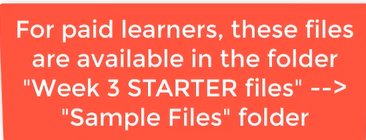 For paid learners, these files
are available in the folder
"Week 3 STARTER files" -->
"Sample Files" folder